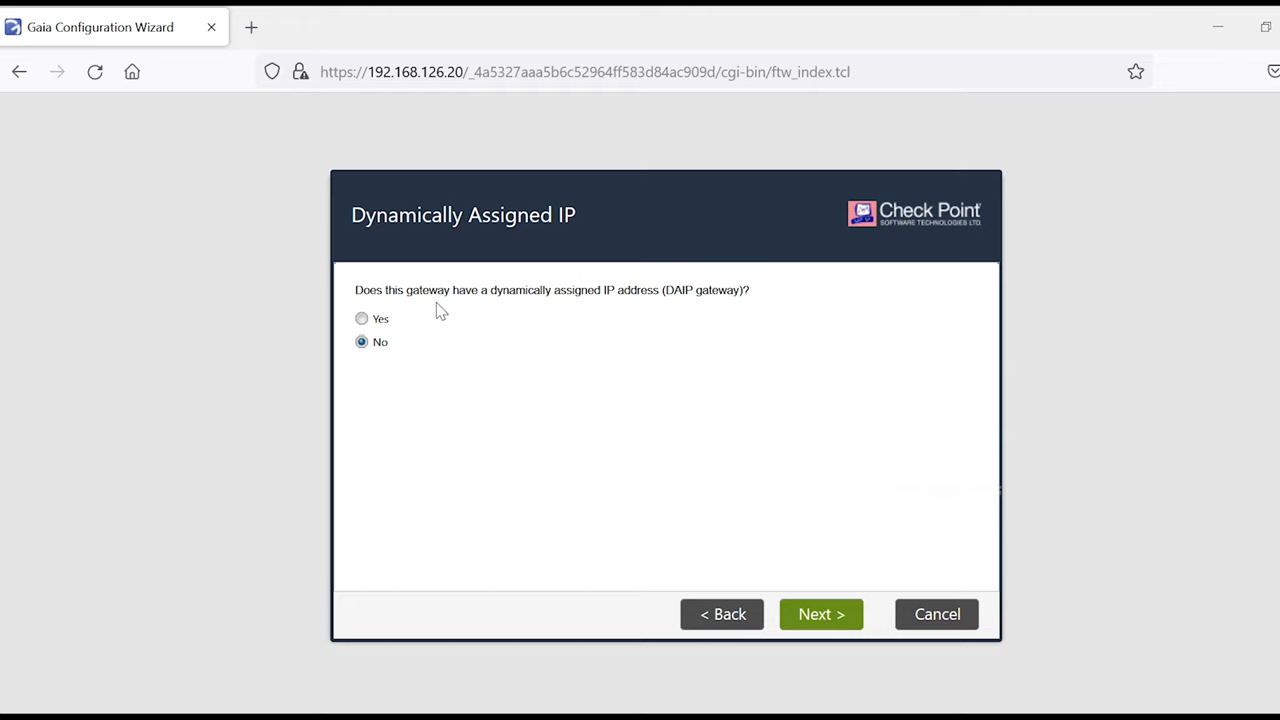 Gaia Configuration Wizard
https://192.168.126.20/_4a5327aaa5b6c52964ff583d84ac909d/cgi-bin/ftw_index.tcl
Dynamically Assigned IP
Check Point
SOFTWARE TECHNOLOGIES LTD.
Does this gateway have a dynamically assigned IP address (DAIP gateway)?
Yes
No
< Back
Next >
Cancel